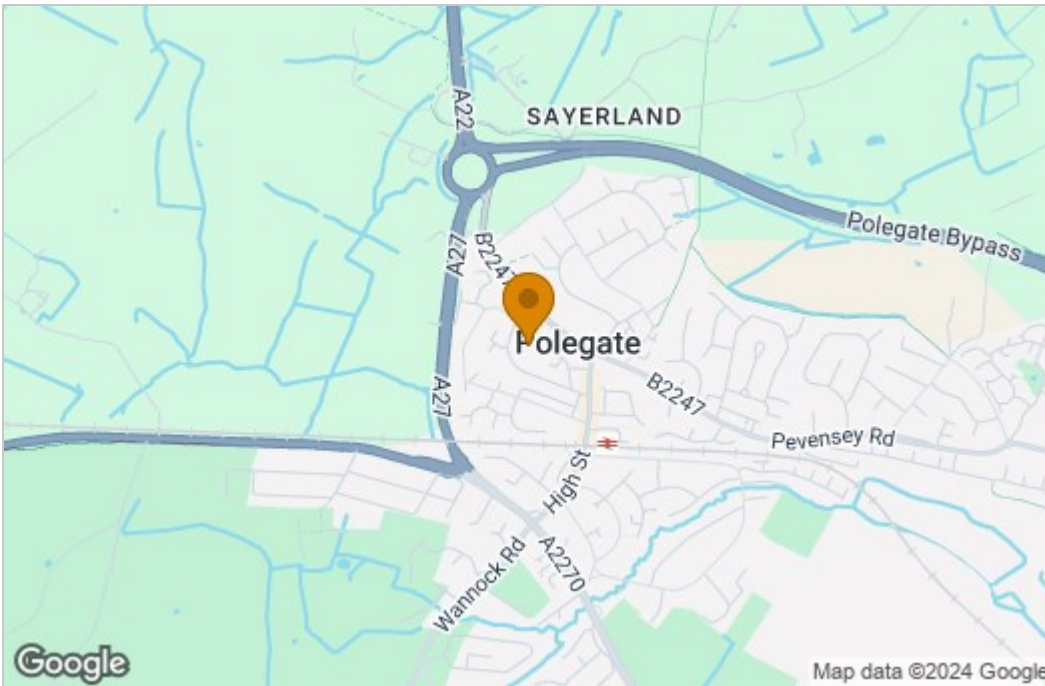 A22
SAYERLAND
Polegate Bypass
A27
B2247
Polegate
A27
B2247
Pevensey Rd
High St
Wannock Rd
A2270
Google
Map data ©2024 Google